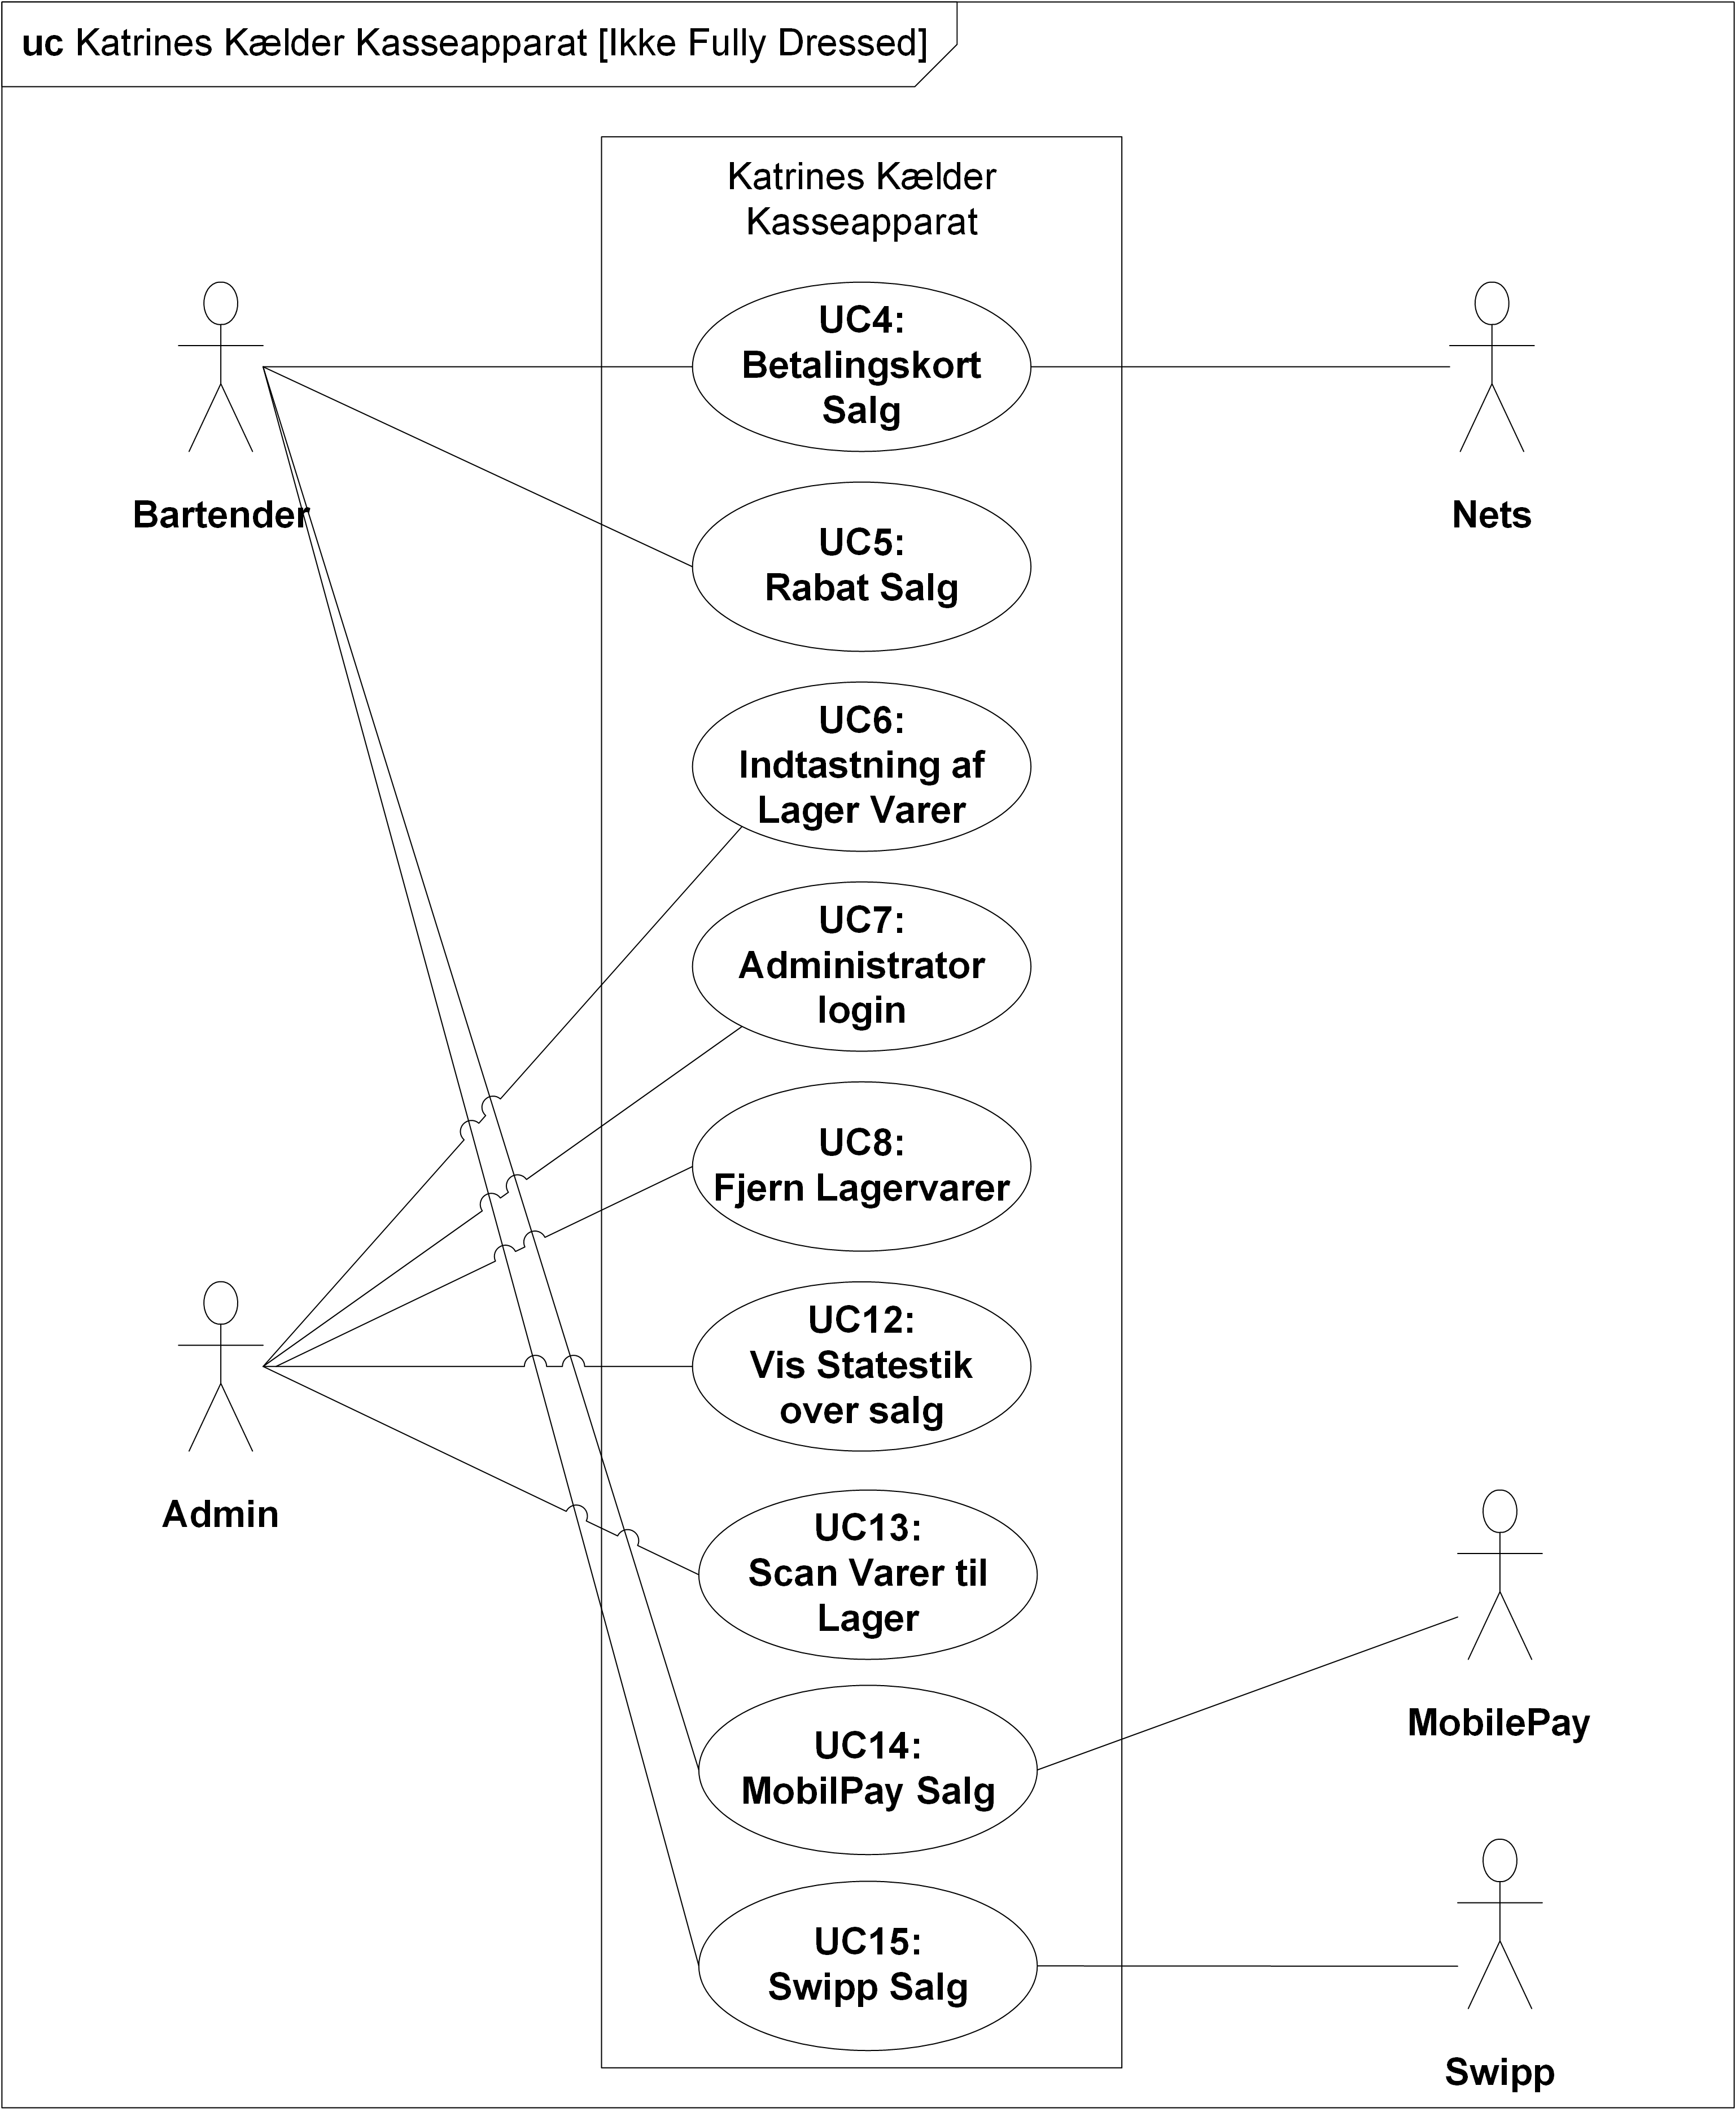 uc Katrines Kælder Kasseapparat [Ikke Fully Dressed]
Katrines Kælder
Kasseapparat
UC4:
Betalingskort
Salg
Bartender
Nets
UC5:
Rabat Salg
UC6:
Indtastning af
Lager Varer
UC7:
Administrator
login
UC8:
Fjern Lagervarer
UC12:
Vis Statestik
over salg
Admin
UC13:
Scan Varer til
Lager
MobilePay
UC14:
MobilPay Salg
UC15:
Swipp Salg
Swipp